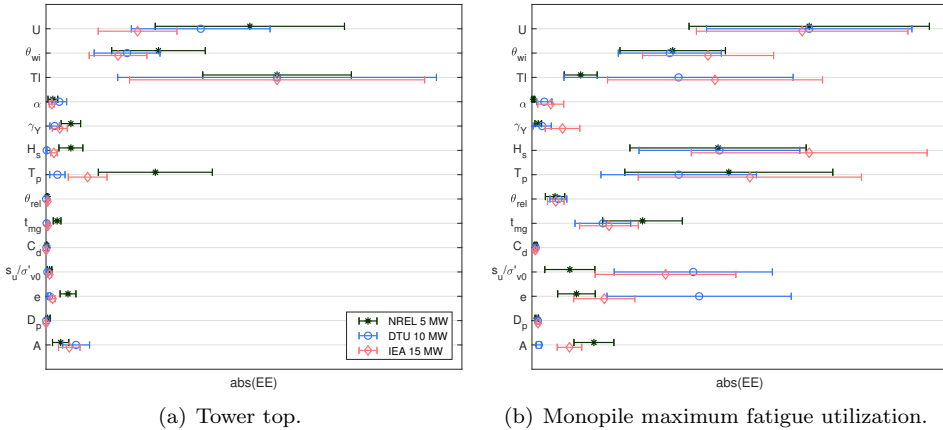 U
θwi
TI
α
γY
Hs
Tp
θrel
tmg
Cd
su/σ'v0
e
Dp
A
NREL 5 MW
DTU 10 MW
IEA 15 MW
abs(EE)
(a) Tower top.
U
θwi
TI
α
γY
Hs
Tp
θrel
tmg
Cd
su/σ'v0
e
Dp
A
abs(EE)
(b) Monopile maximum fatigue utilization.